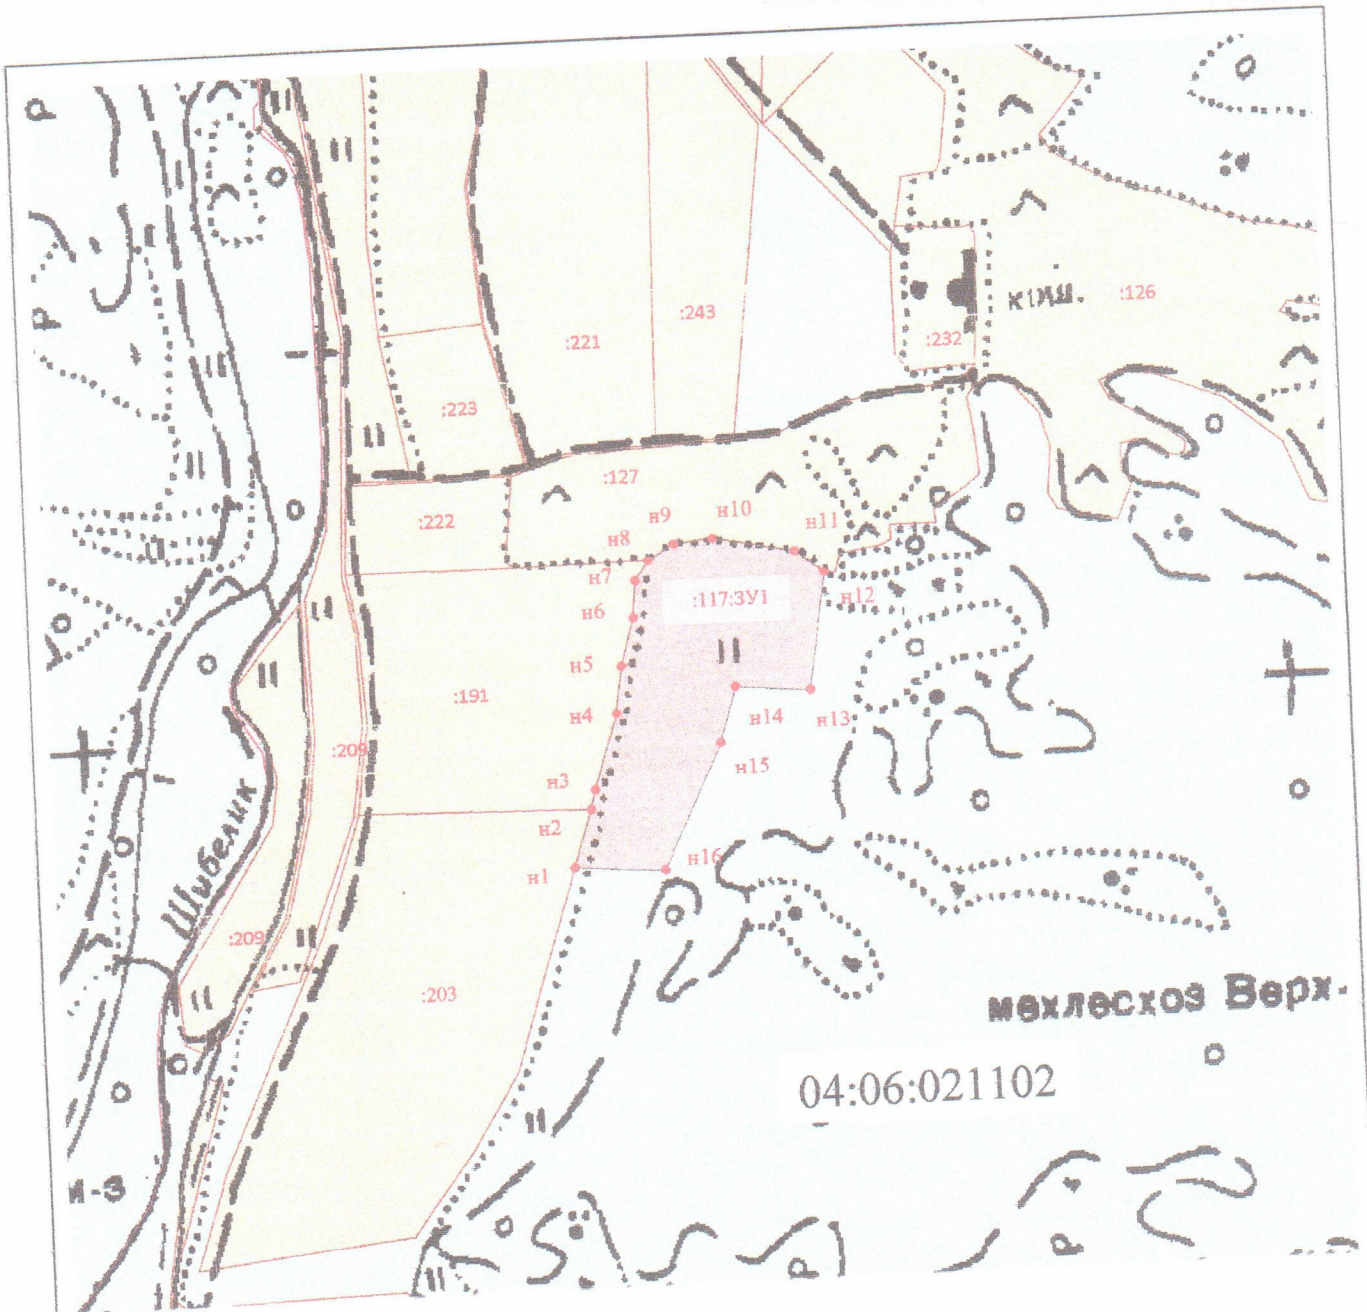 :243
кош.
:126
:221
:232
:223
:127
:222
н10
н9
н11
н8
н7
:117:ЗУ1
н12
н6
н5
:191
н4
н14
н13
:209
н15
н3
Шибелик
н2
н16
н1
:209
:203
мехлесхоз Верх.
04:06:021102
и-3